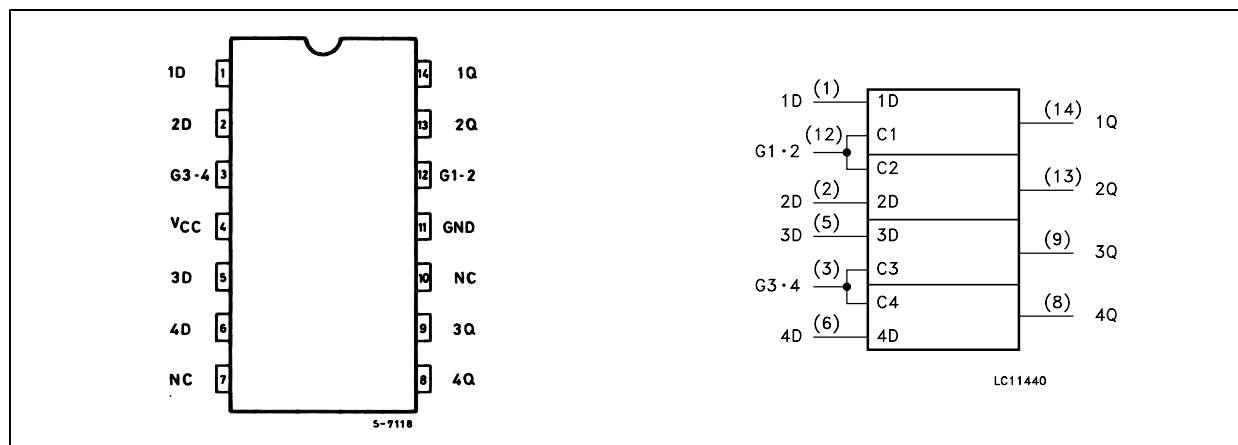 1D 1 14 1Q
2D 2 13 2Q
G3-4 3 12 G1-2
VCC 4 11 GND
3D 5 10 NC
4D 6 9 3Q
NC 7 8 4Q
S-7118
1D (1) 1D
(14) 1Q
G1·2 (12) C1
C2
(13) 2Q
2D (2) 2D
3D (5) 3D
(9) 3Q
G3·4 (3) C3
C4
(8) 4Q
4D (6) 4D
LC11440